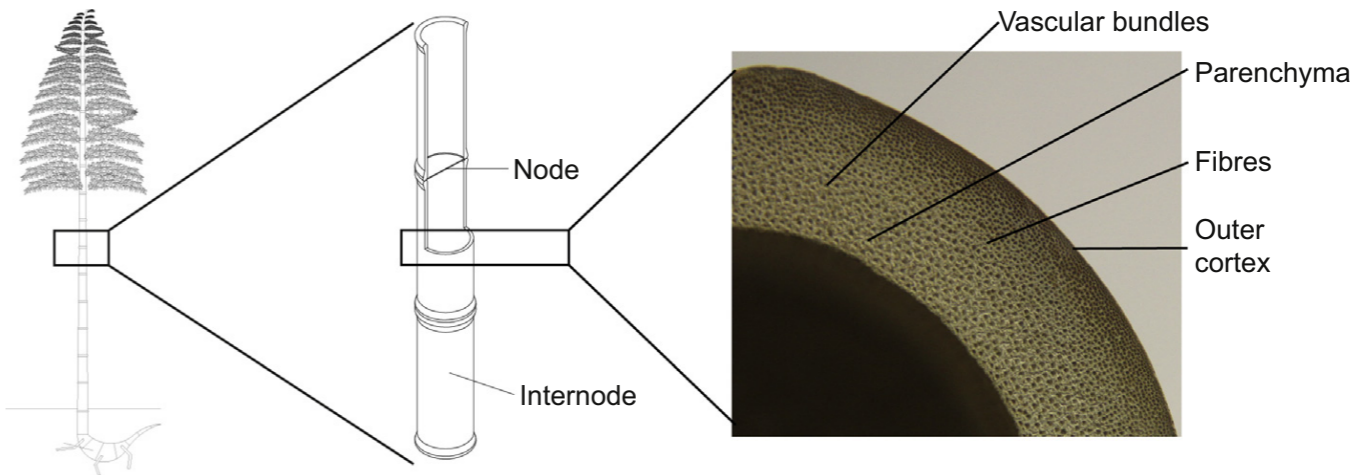 Vascular bundles
Parenchyma
Node
Fibres
Outer
cortex
Internode